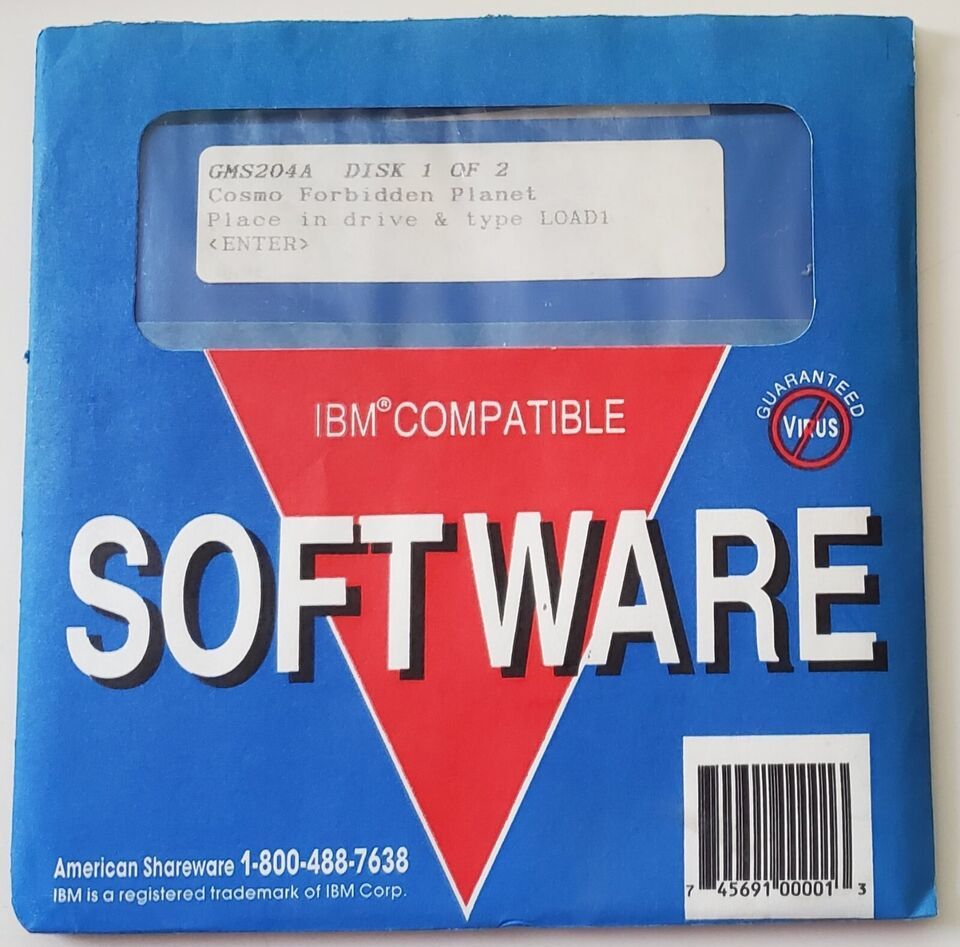 GMS204A DISK 1 OF 2
Cosmo Forbidden Planet
Place in drive & type LOAD1
<ENTER>
IBM® COMPATIBLE
GUARANTEED
VIRUS
SOFTWARE
American Shareware 1-800-488-7638
IBM is a registered trademark of IBM Corp.
7 45691 00001 3